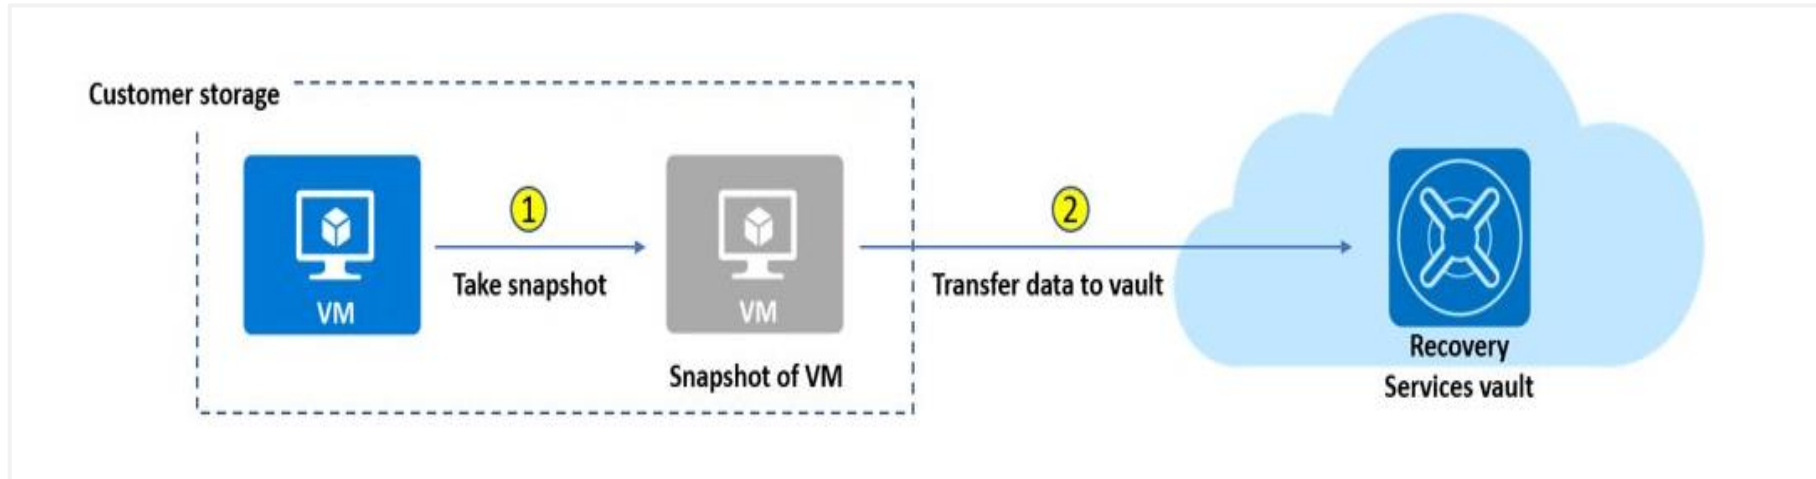 Customer storage
1
2
VM
Take snapshot
VM
Snapshot of VM
Transfer data to vault
Recovery
Services vault